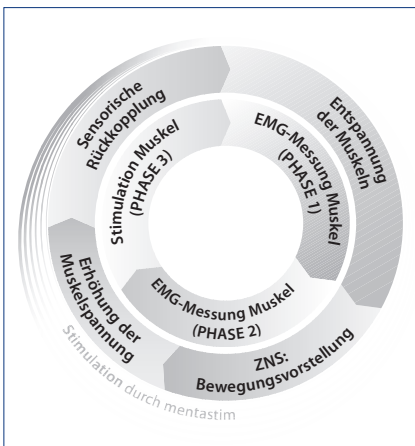 Sensorische
Rückkopplung
Entspannung
der Muskeln
ZNS:
Bewegungsvorstellung
Erhöhung der
Muskelspannung
EMG-Messung Muskel
(PHASE 1)
EMG-Messung Muskel
(PHASE 2)
Stimulation Muskel
(PHASE 3)
Stimulation durch mentastim